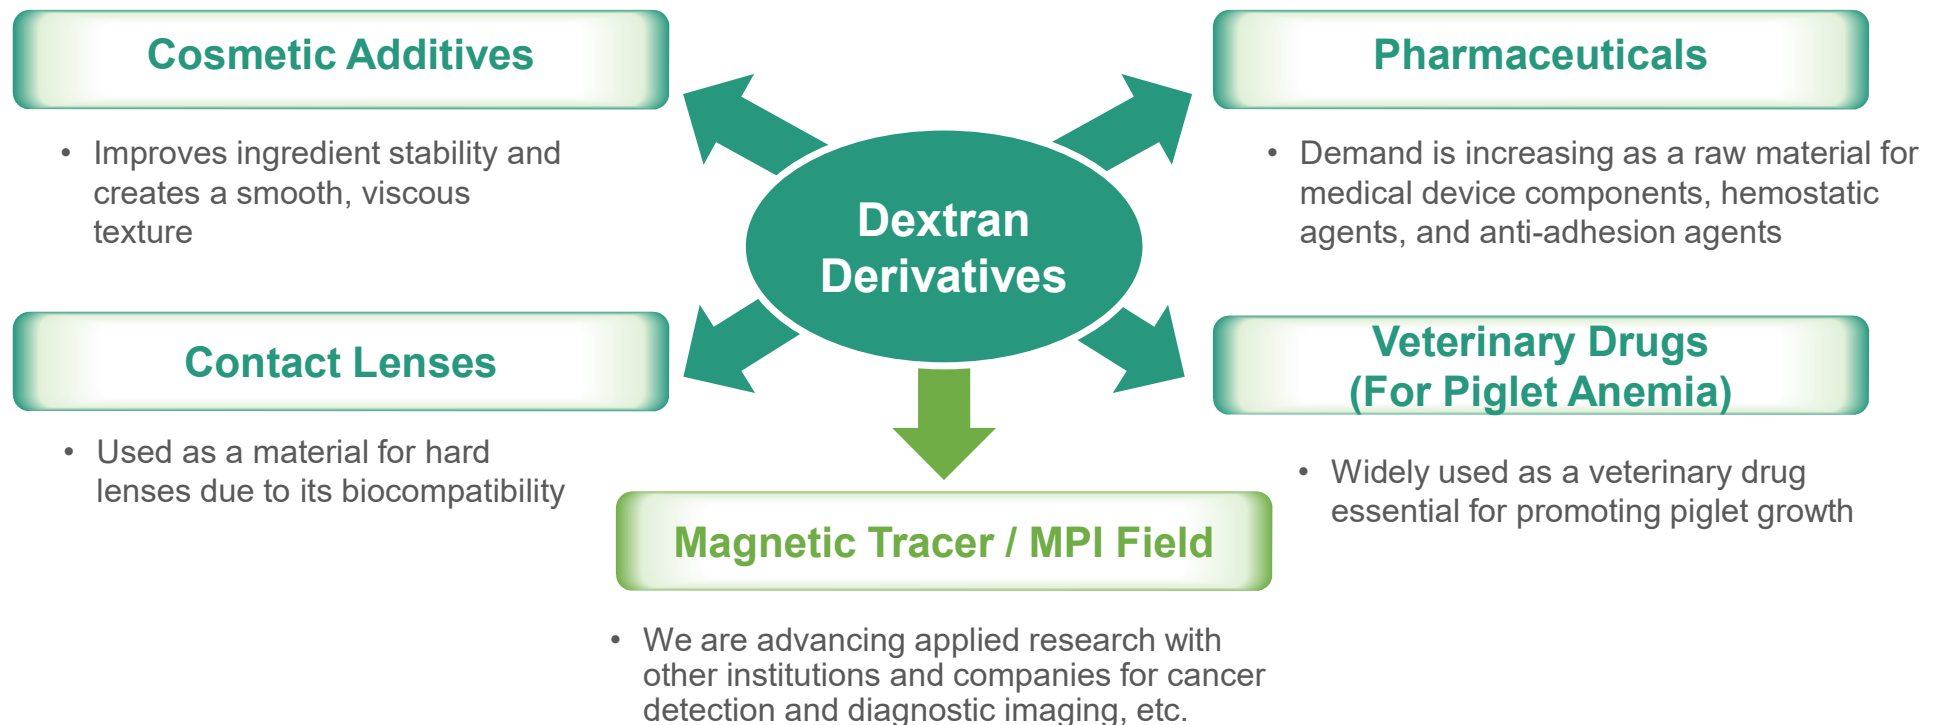 Cosmetic Additives
• Improves ingredient stability and
creates a smooth, viscous
texture
Contact Lenses
• Used as a material for hard
lenses due to its biocompatibility
Dextran
Derivatives
Pharmaceuticals
• Demand is increasing as a raw material for
medical device components, hemostatic
agents, and anti-adhesion agents
Veterinary Drugs
(For Piglet Anemia)
• Widely used as a veterinary drug
essential for promoting piglet growth
Magnetic Tracer / MPI Field
• We are advancing applied research with
other institutions and companies for cancer
detection and diagnostic imaging, etc.